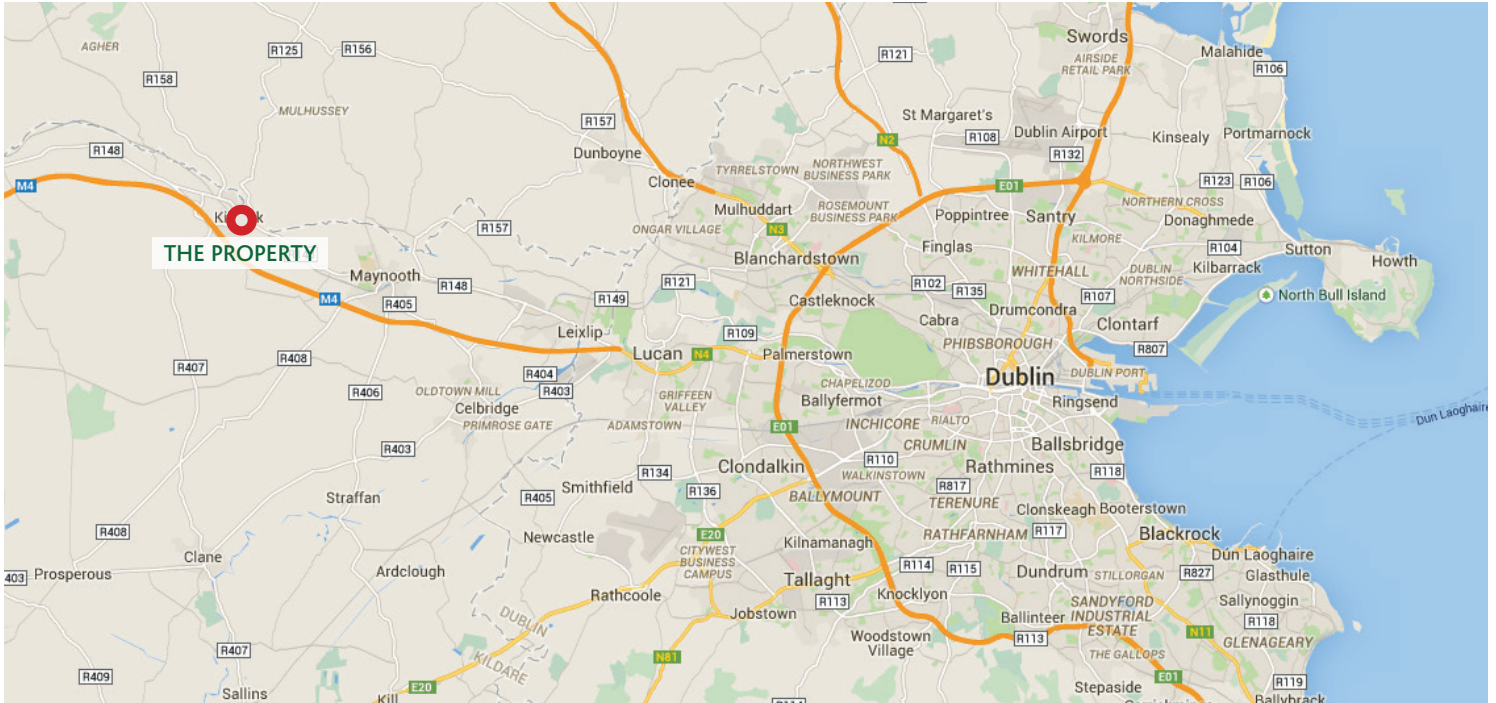 Swords
AGHER
R125
R156
R121
Malahide
AIRSIDE
RETAIL PARK
R106
R158
MULHUSSEY
St Margaret's
R157
R108
Dublin Airport
Kinsealy
Portmarnock
N2
R148
Dunboyne
R132
NORTHWEST
BUSINESS PARK
TYRRELSTOWN
Clonee
M4
E01
R123
R106
NORTHERN CROSS
Mulhuddart
ROSEMOUNT
BUSINESS PARK
Poppintree
Santry
Donaghmede
R157
ONGAR VILLAGE
N3
KILMORE
THE PROPERTY
Finglas
R104
Sutton
Blanchardstown
Howth
Kilbarrack
WHITEHALL
DUBLIN
NORTHSIDE
Maynooth
R148
R121
R102
R135
R107
North Bull Island
M4
R405
R149
Castleknock
Drumcondra
Cabra
Clontarf
Leixlip
R109
PHIBSBOROUGH
R807
Lucan
N4
Palmerstown
R408
R407
R404
Dublin
DUBLIN PORT
R406
OLDTOWN MILL
R403
CHAPELIZOD
GRIFFEEN
VALLEY
Ballyfermot
Ringsend
Celbridge
Dun Laoghaire
PRIMROSE GATE
ADAMSTOWN
E01
INCHICORE
RIALTO
CRUMLIN
Ballsbridge
R403
R110
Clondalkin
Rathmines
R134
WALKINSTOWN
R118
Smithfield
R136
R817
Straffan
R405
BALLYMOUNT
TERENURE
Clonskeagh
Booterstown
R408
E20
RATHFARNHAM
R117
Blackrock
Newcastle
Kilnamanagh
CITYWEST
BUSINESS
CAMPUS
Clane
Dún Laoghaire
R114
R115
Dundrum
STILLORGAN
R827
Glasthule
403
Prosperous
Ardclough
Tallaght
Rathcoole
R113
Knocklyon
SANDYFORD
INDUSTRIAL
ESTATE
Sallynoggin
Jobstown
Ballinteer
R118
DUBLIN
Woodstown
Village
R113
N11
GLENAGEARY
R407
KILDARE
N81
THE GALLOPS
R409
E01
R119
E20
Stepaside
Sallins
Kill
Ballybrack